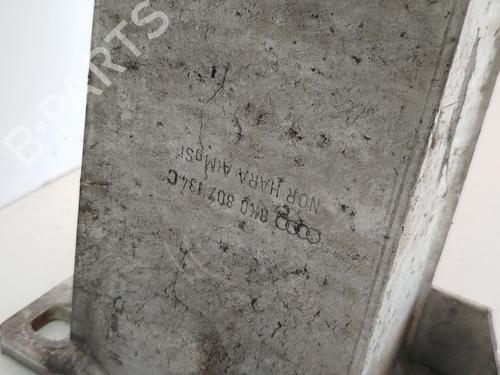 B-PARTS
8K0 807 134 C
NOR HARA AlMgSi